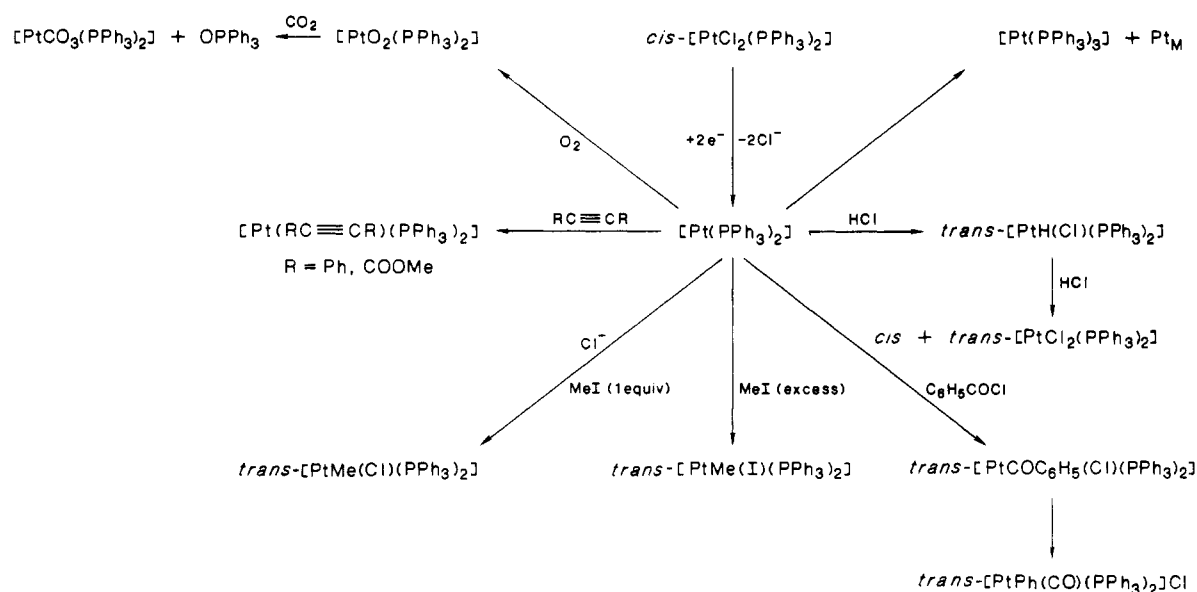 [PtCO₃(PPh₃)₂] + OPPh₃ CO₂ [PtO₂(PPh₃)₂] cis-[PtCl₂(PPh₃)₂] [Pt(PPh₃)₃] + Pt_M
O₂ +2e⁻ -2Cl⁻
[Pt(RC≡CR)(PPh₃)₂] RC≡CR [Pt(PPh₃)₂] HCl trans-[PtH(Cl)(PPh₃)₂]
R = Ph, COOMe
HCl
Cl⁻ cis + trans-[PtCl₂(PPh₃)₂]
MeI (1equiv) MeI (excess) C₆H₅COCl
trans-[PtMe(Cl)(PPh₃)₂] trans-[PtMe(I)(PPh₃)₂] trans-[PtCOC₆H₅(Cl)(PPh₃)₂]
trans-[PtPh(CO)(PPh₃)₂]Cl